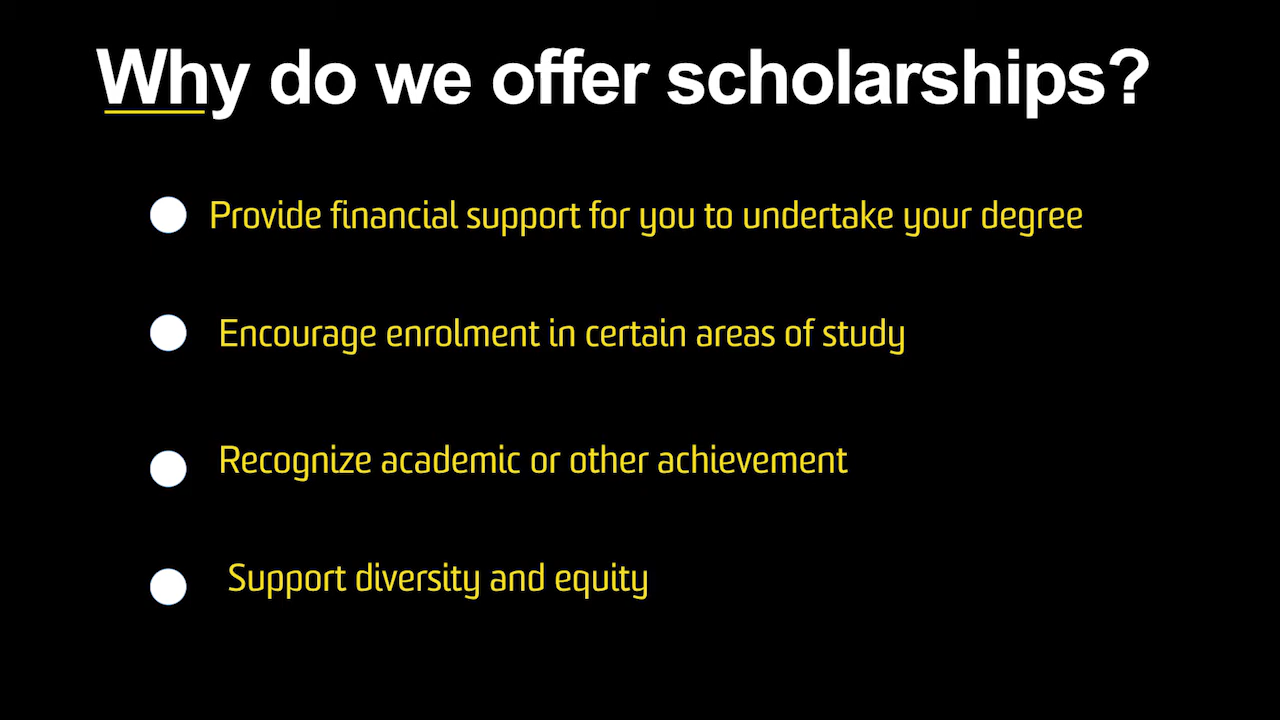 Why do we offer scholarships?
Provide financial support for you to undertake your degree
Encourage enrolment in certain areas of study
Recognize academic or other achievement
Support diversity and equity